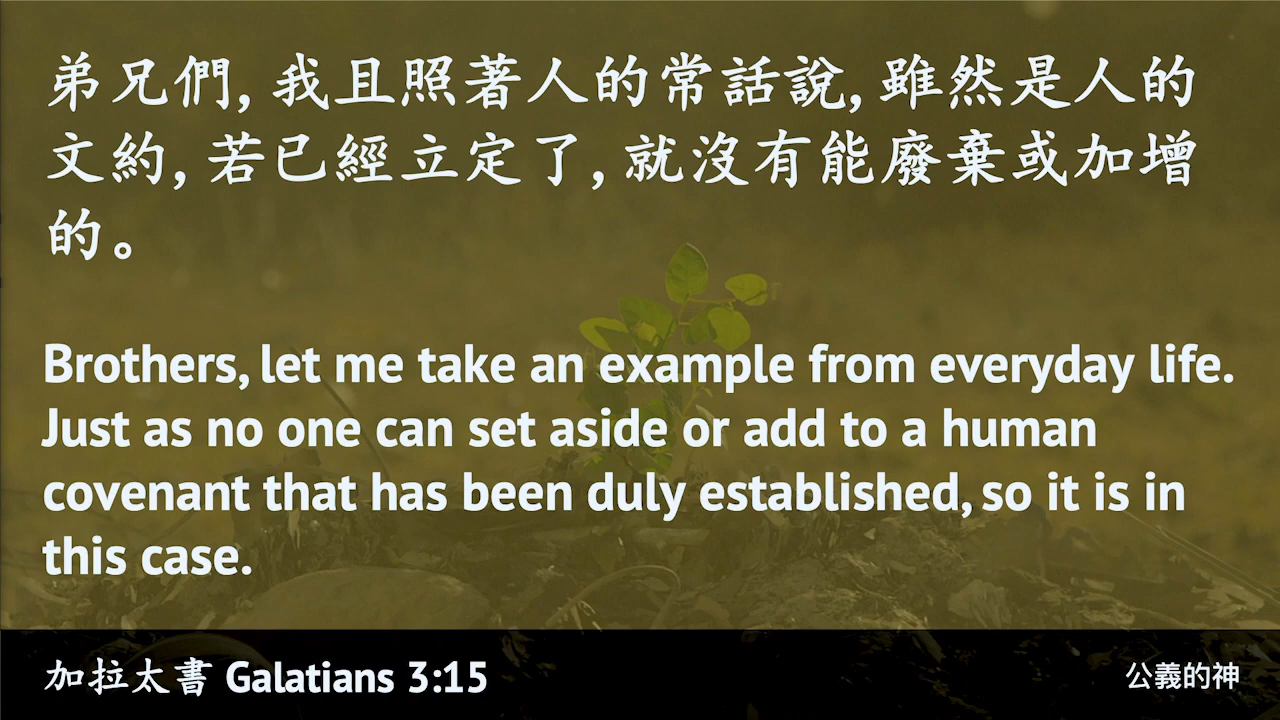 弟兄們, 我且照著人的常話說, 雖然是人的
文約, 若已經立定了, 就沒有能廢棄或加增
的。
Brothers, let me take an example from everyday life.
Just as no one can set aside or add to a human
covenant that has been duly established, so it is in
this case.
加拉太書 Galatians 3:15
公義的神